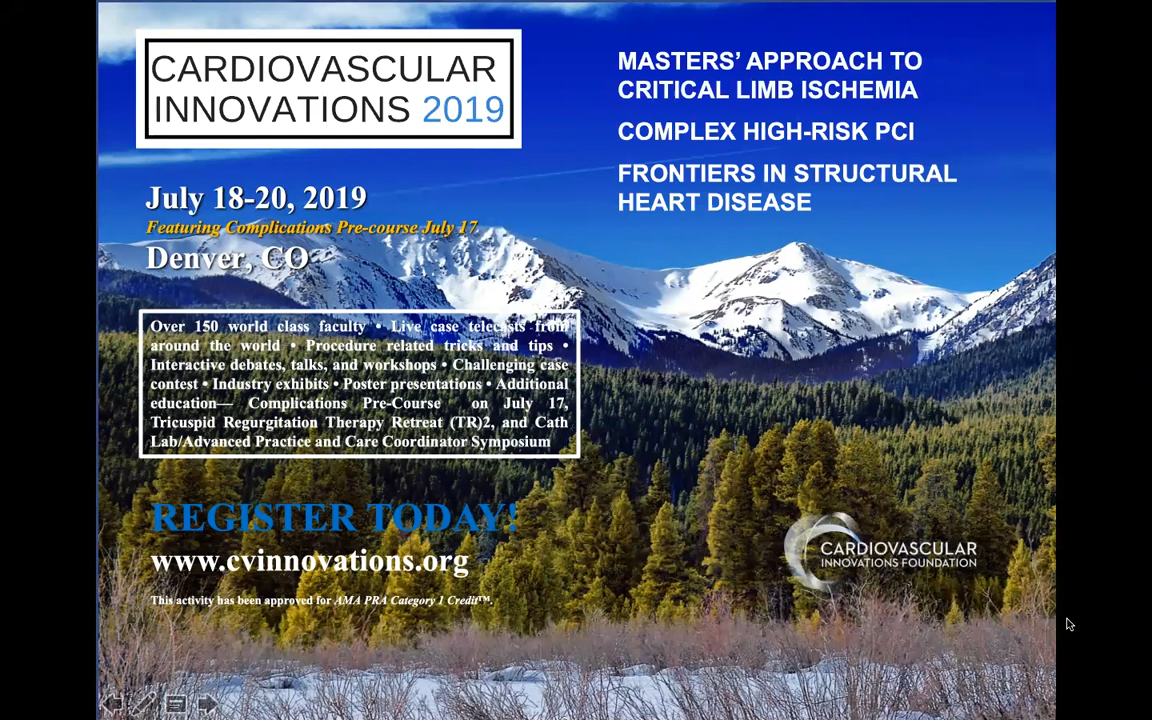 CARDIOVASCULAR
INNOVATIONS 2019
July 18-20, 2019
Featuring Complications Pre-course July 17
Denver, CO
MASTERS’ APPROACH TO
CRITICAL LIMB ISCHEMIA
COMPLEX HIGH-RISK PCI
FRONTIERS IN STRUCTURAL
HEART DISEASE
Over 150 world class faculty • Live case telecasts from
around the world • Procedure related tricks and tips •
Interactive debates, talks, and workshops • Challenging case
contest • Industry exhibits • Poster presentations • Additional
education— Complications Pre-Course on July 17,
Tricuspid Regurgitation Therapy Retreat (TR)2, and Cath
Lab/Advanced Practice and Care Coordinator Symposium
REGISTER TODAY!
www.cvinnovations.org
This activity has been approved for AMA PRA Category 1 Credit™.
CARDIOVASCULAR
INNOVATIONS FOUNDATION